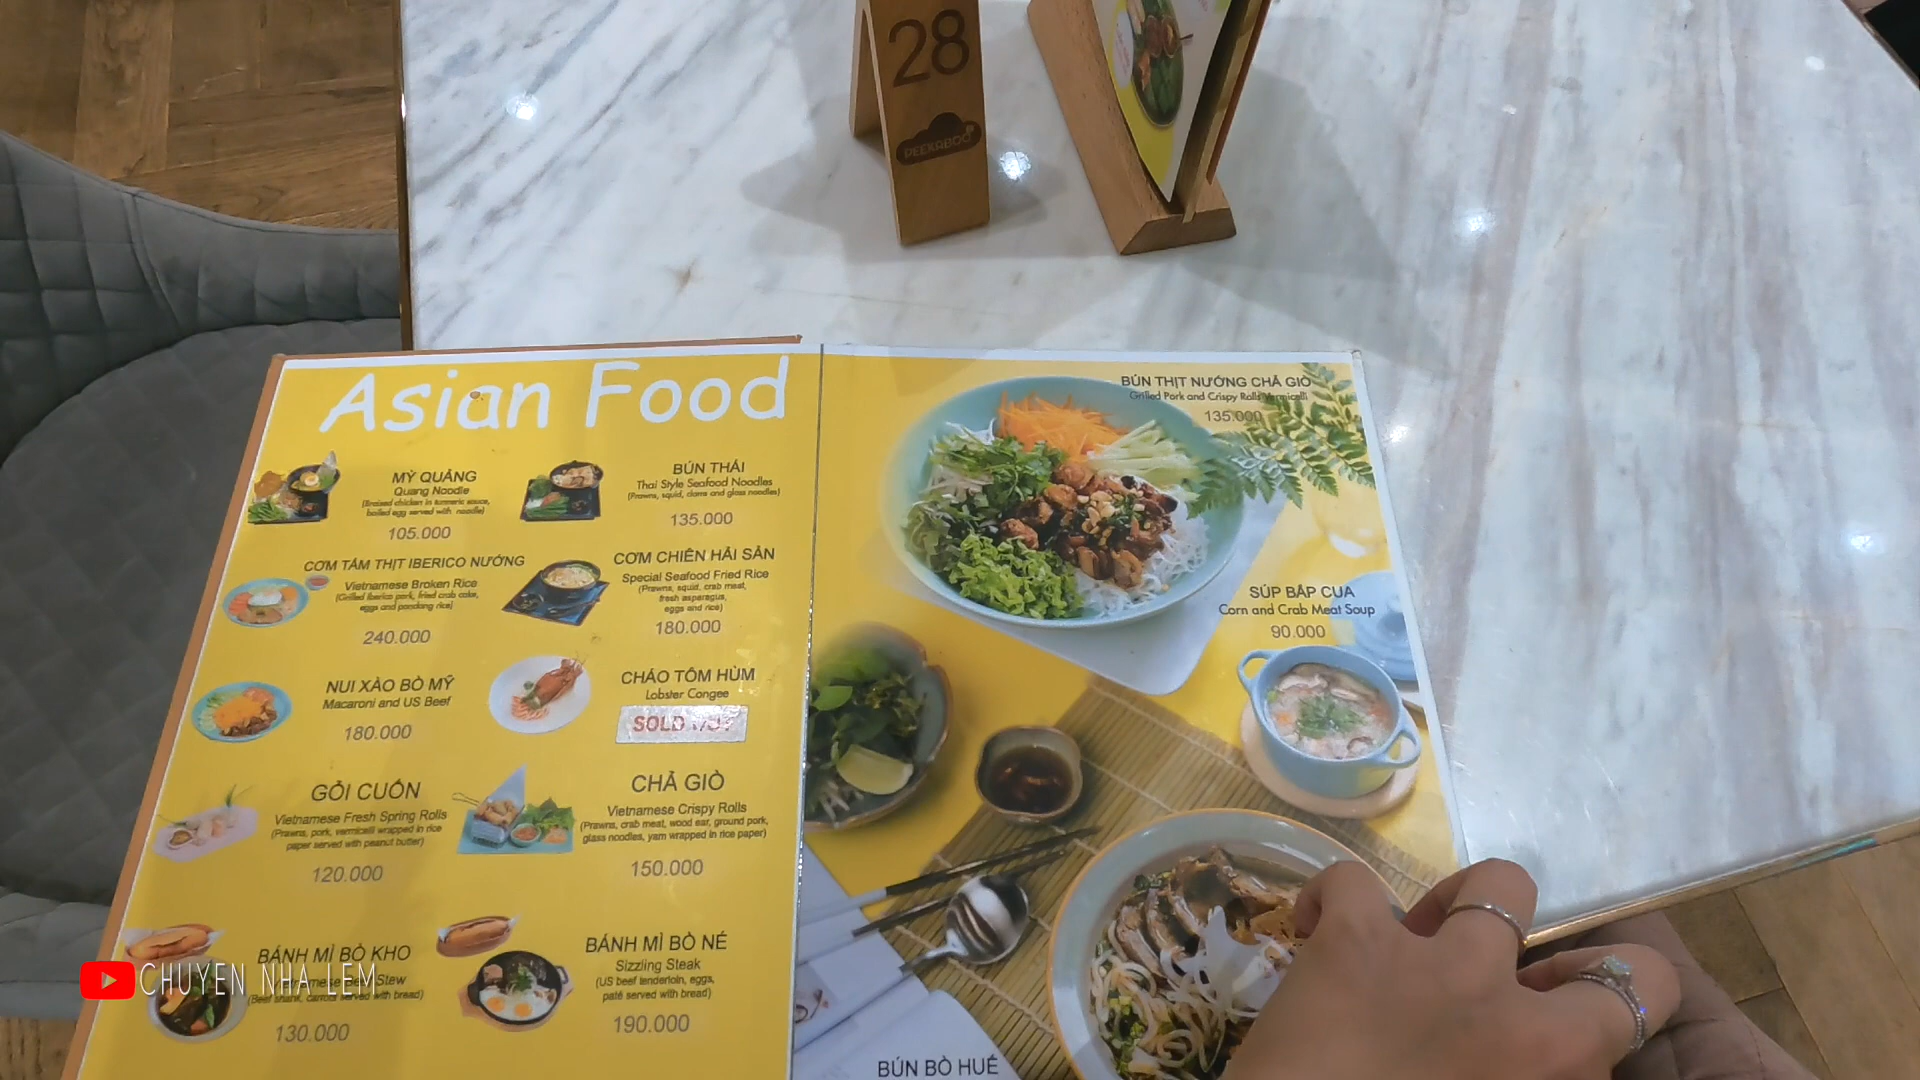 28
PEEKABOO
Asian Food
MỲ QUẢNG
Quang Noodle
(Braised chicken in turmeric sauce,
boiled egg served with noodle)
105.000
BÚN THÁI
Thai Style Seafood Noodles
(Prawns, squid, clams and glass noodles)
135.000
CƠM TẤM THỊT IBERICO NƯỚNG
Vietnamese Broken Rice
(Grilled Iberico pork, fried crab cake,
eggs and pandang rice)
240.000
CƠM CHIÊN HẢI SẢN
Special Seafood Fried Rice
(Prawns, squid, crab meat,
fresh asparagus,
eggs and rice)
180.000
NUI XÀO BÒ MỸ
Macaroni and US Beef
180.000
CHÁO TÔM HÙM
Lobster Congee
SOLD OUT
GỎI CUỐN
Vietnamese Fresh Spring Rolls
(Prawns, pork, vermicelli wrapped in rice
paper served with peanut butter)
120.000
CHẢ GIÒ
Vietnamese Crispy Rolls
(Prawns, crab meat, wood ear, ground pork,
glass noodles, yam wrapped in rice paper)
150.000
BÁNH MÌ BÒ KHO
Stew
(Beef shank, carrots served with bread)
130.000
BÁNH MÌ BÒ NÉ
Sizzling Steak
(US beef tenderloin, eggs,
paté served with bread)
190.000
BÚN THỊT NƯỚNG CHẢ GIÒ
Grilled Pork and Crispy Rolls Vermicelli
135.000
SÚP BẮP CUA
Corn and Crab Meat Soup
90.000
BÚN BÒ HUẾ
CHUYEN NHA LEM